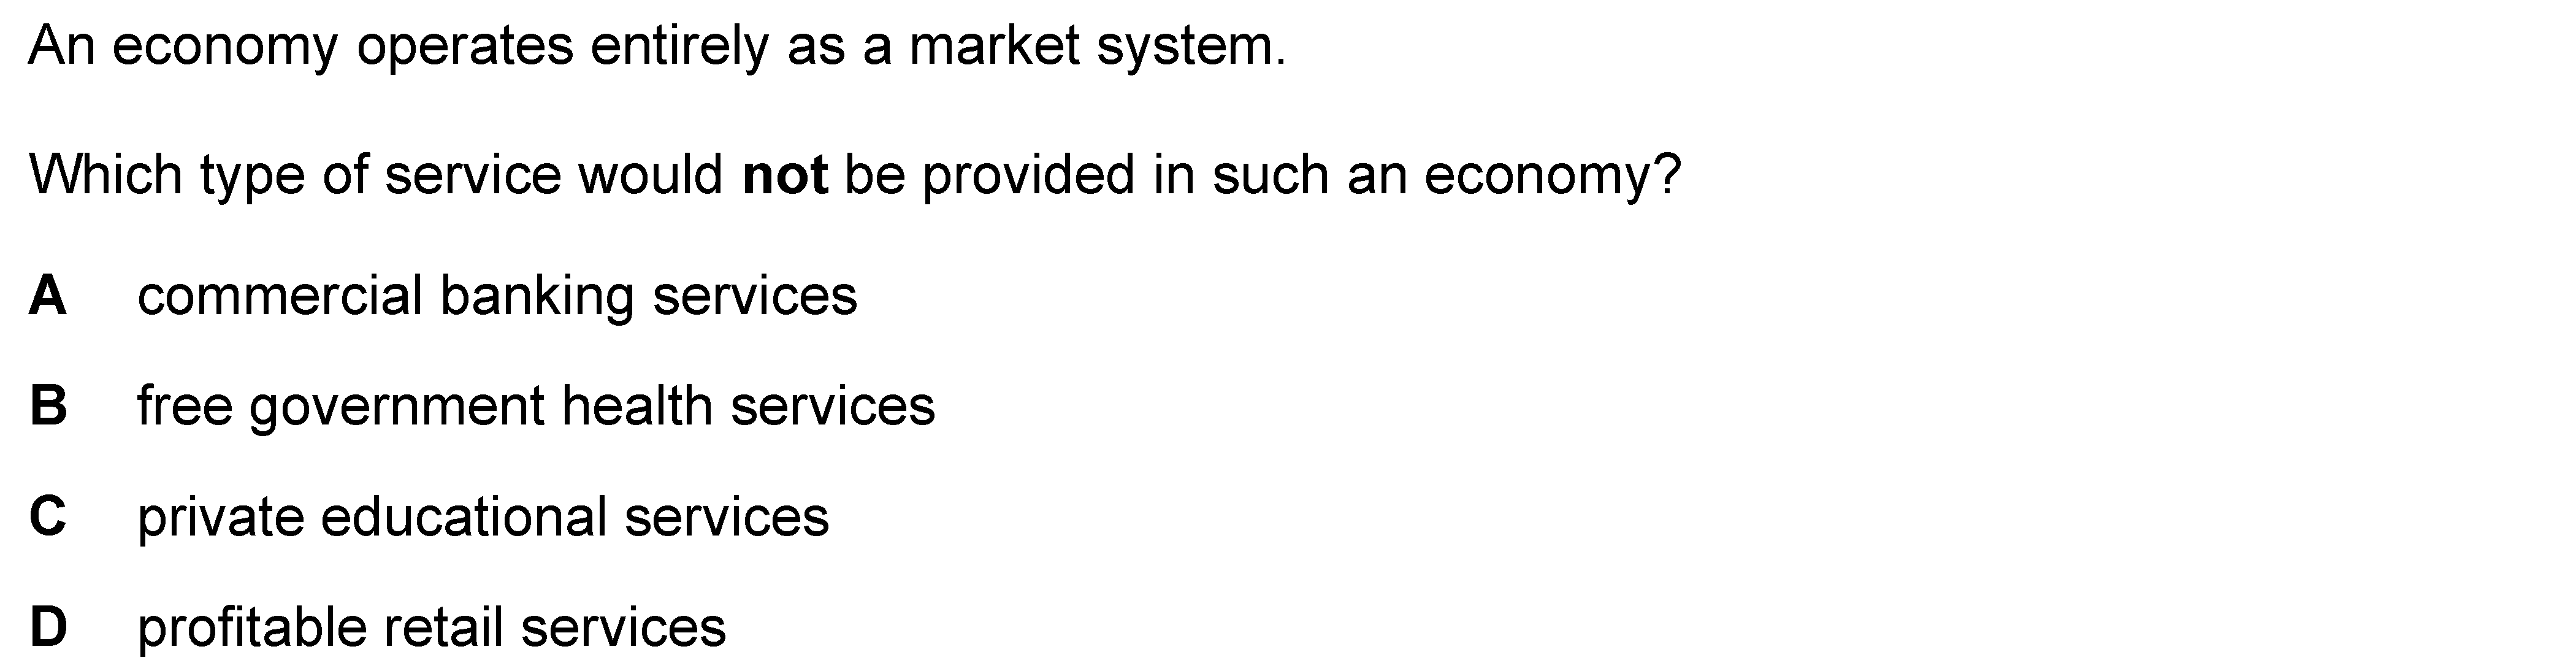 An economy operates entirely as a market system.
Which type of service would not be provided in such an economy?
A commercial banking services
B free government health services
C private educational services
D profitable retail services